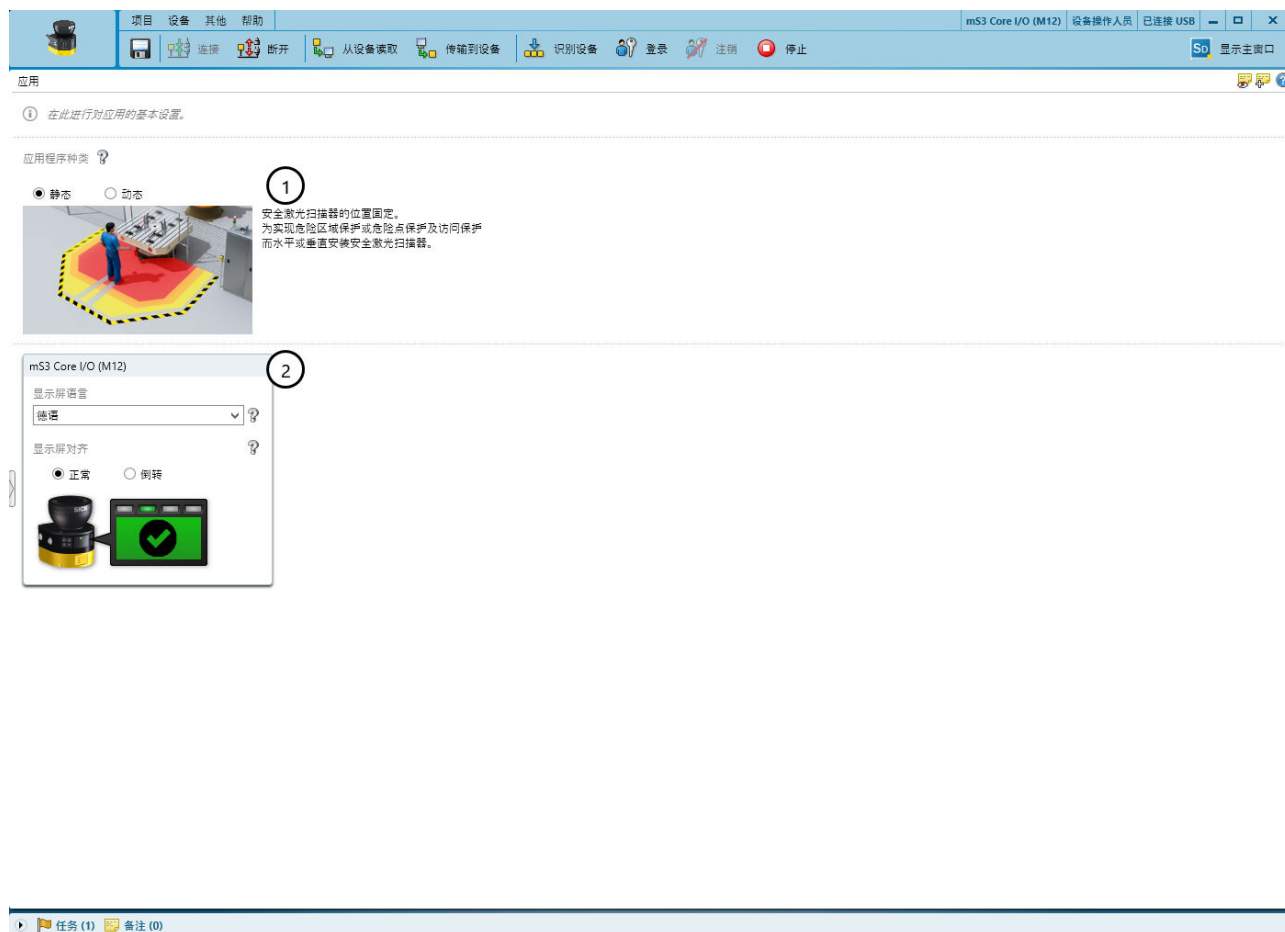 项目 设备 其他 帮助
mS3 Core I/O (M12) 设备操作人员 已连接 USB
连接 断开 从设备读取 传输到设备 识别设备 登录 注销 停止 SD 显示主窗口
应用
在此进行对应用的基本设置。
应用程序种类
静态 动态
1
安全激光扫描器的位置固定。
为实现危险区域保护或危险点保护及访问保护
而水平或垂直安装安全激光扫描器。
mS3 Core I/O (M12)
2
显示屏语言
德语
显示屏对齐
正常 倒转
SICK
任务 (1) 备注 (0)